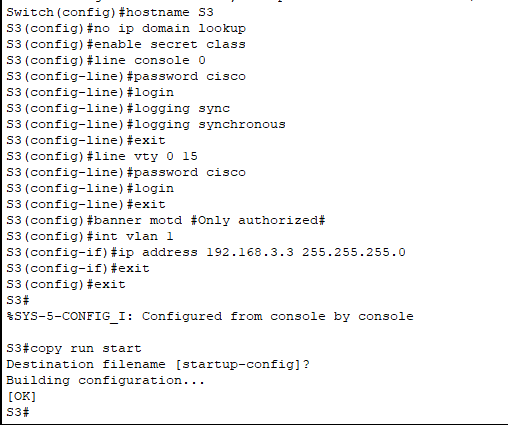 Switch(config)#hostname S3
S3(config)#no ip domain lookup
S3(config)#enable secret class
S3(config)#line console 0
S3(config-line)#password cisco
S3(config-line)#login
S3(config-line)#logging sync
S3(config-line)#logging synchronous
S3(config-line)#exit
S3(config)#line vty 0 15
S3(config-line)#password cisco
S3(config-line)#login
S3(config-line)#exit
S3(config)#banner motd #Only authorized#
S3(config)#int vlan 1
S3(config-if)#ip address 192.168.3.3 255.255.255.0
S3(config-if)#exit
S3(config)#exit
S3#
%SYS-5-CONFIG_I: Configured from console by console

S3#copy run start
Destination filename [startup-config]?
Building configuration...
[OK]
S3#